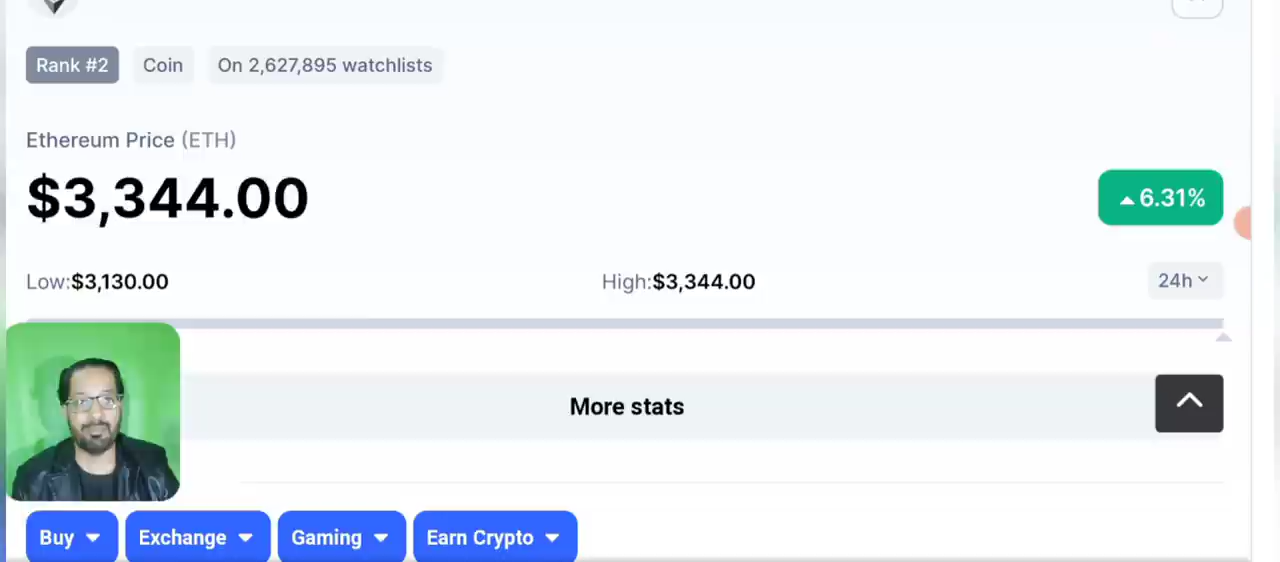 Rank #2 Coin On 2,627,895 watchlists
Ethereum Price (ETH)
$3,344.00 6.31%
Low:$3,130.00 High:$3,344.00 24h
More stats
Buy Exchange Gaming Earn Crypto